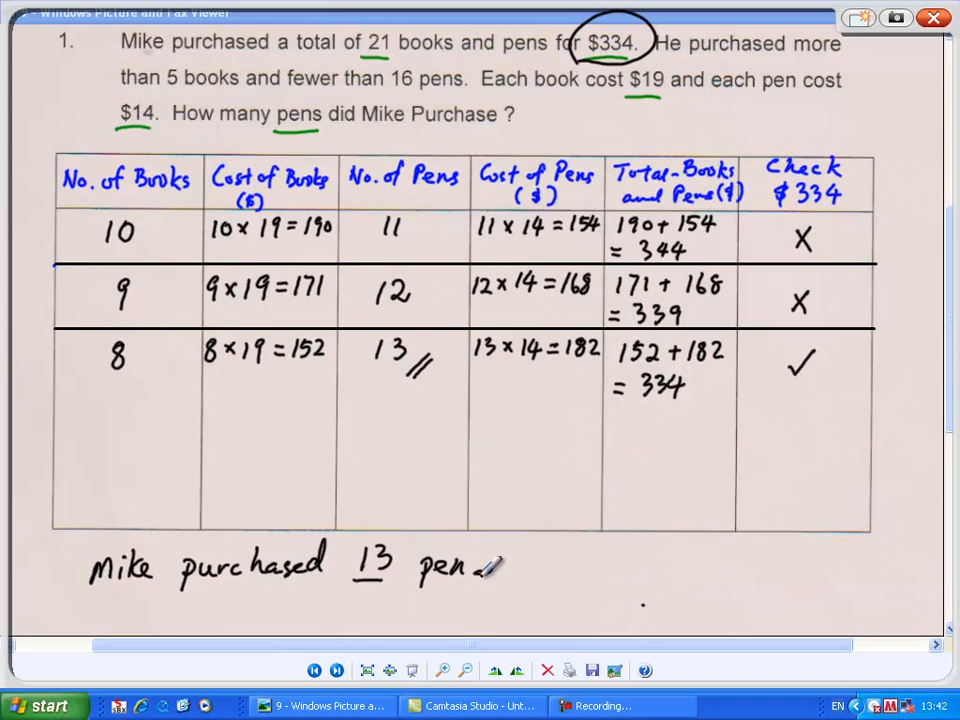 9 - Windows Picture and Fax Viewer
1. Mike purchased a total of 21 books and pens for $334. He purchased more
than 5 books and fewer than 16 pens. Each book cost $19 and each pen cost
$14. How many pens did Mike Purchase ?
No. of Books Cost of Books ($) No. of Pens Cost of Pens ($) Total-Books and Pens($) Check $ 334
10 10 × 19 = 190 11 11 × 14 = 154 190 + 154 = 344 X
9 9 × 19 = 171 12 12 × 14 = 168 171 + 168 = 339 X
8 8 × 19 = 152 13 13 × 14 = 182 152 + 182 = 334 ✓
Mike purchased 13 pen
start
9 - Windows Picture a...
Camtasia Studio - Unt...
Recording...
EN
13:42